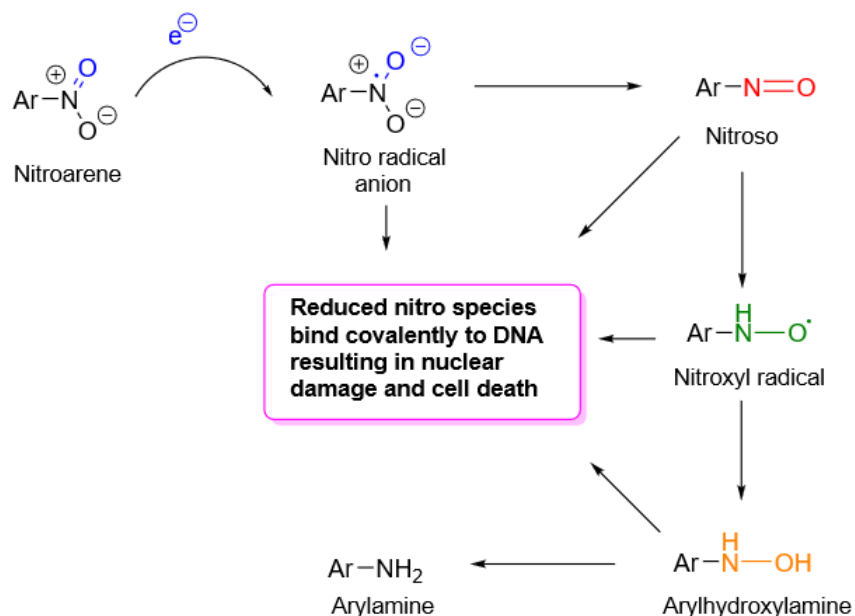 e⊖
⊕ O
Ar–N
O ⊖
Nitroarene
⊕ O ⊖
Ar–N•
O ⊖
Nitro radical
anion
Ar–N=O
Nitroso
Reduced nitro species
bind covalently to DNA
resulting in nuclear
damage and cell death
H
Ar–N–O•
Nitroxyl radical
H
Ar–N–OH
Arylhydroxylamine
Ar–NH₂
Arylamine